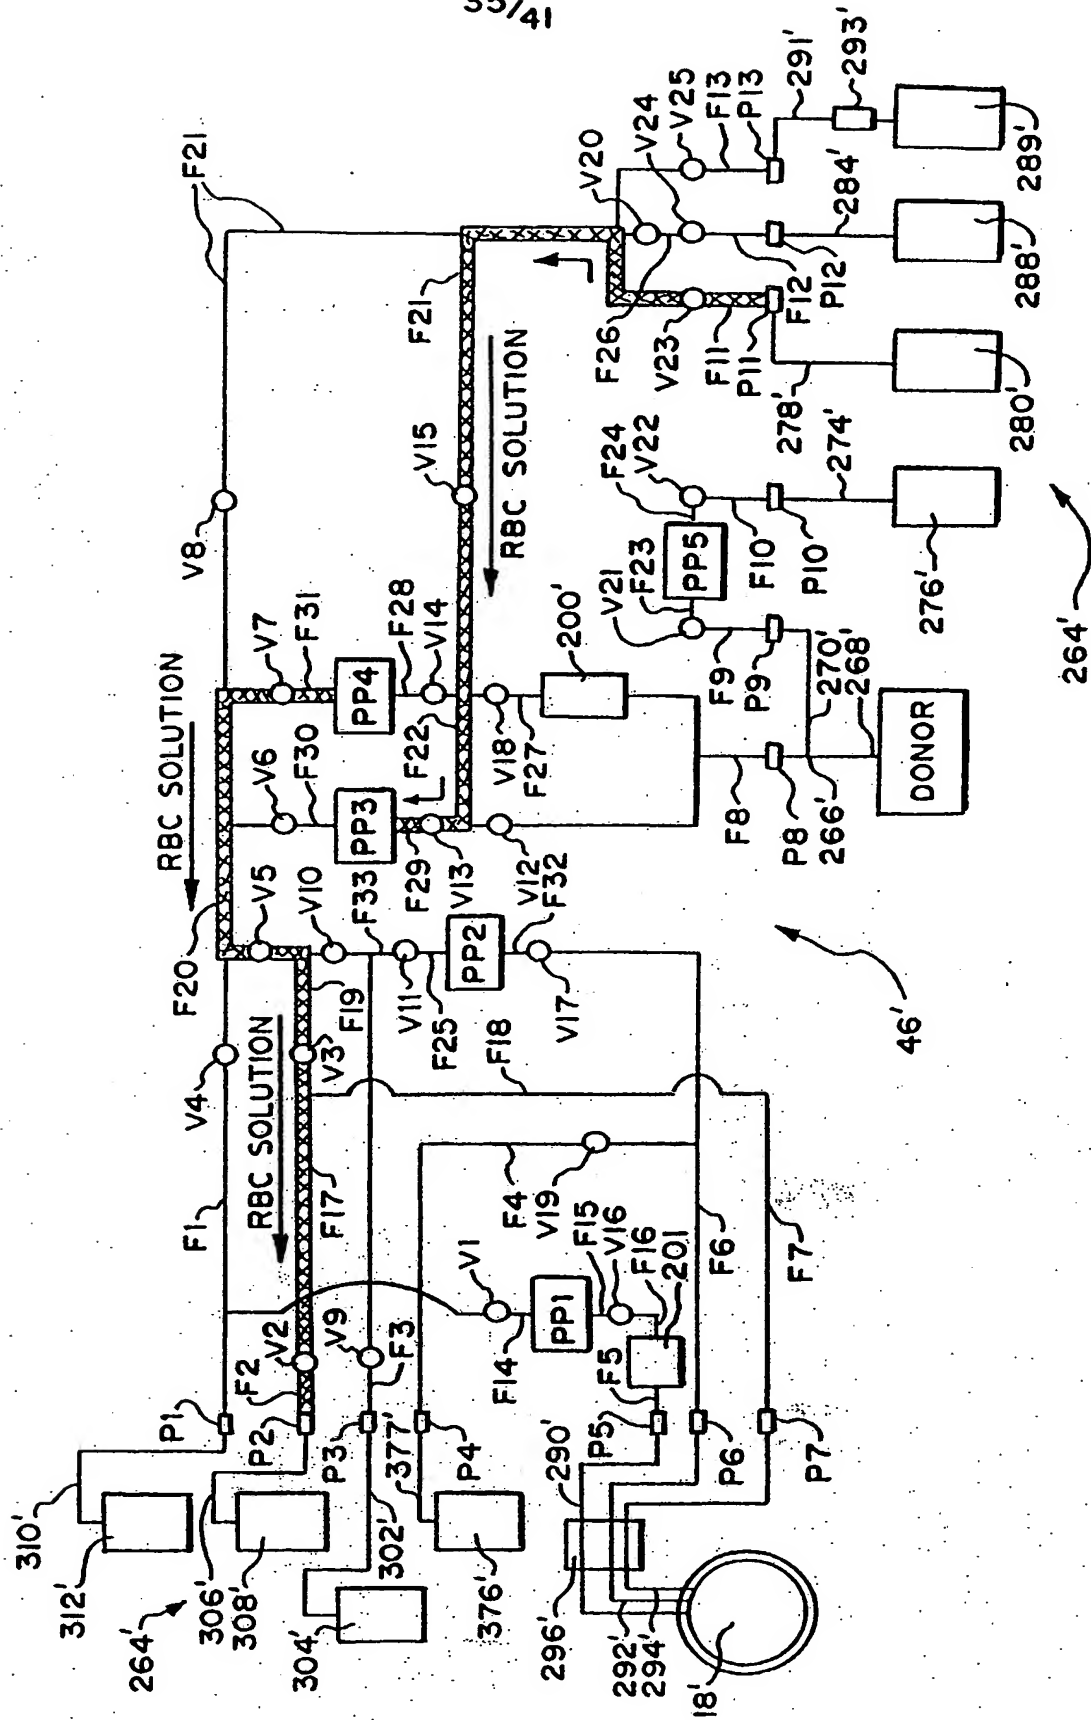 35/41
F21
V8
RBC SOLUTION
V7
F31
V6
F30
PP4
PP3
F28
V14
F22
F29
V13
V15
F21
RBC SOLUTION
V18
F27
200'
V12
F32
F20
V5
V10
F33
F19
V11
F25
PP2
V17
V4
F1
RBC SOLUTION
V3
F17
F18
F4
V19
V1
F14
PP1
F15
V16
F16
201
F5
F6
F7
V2
F2
V9
F3
P1
P2
P3
P4
P5
P6
P7
310'
312'
264'
306'
308'
302'
304'
377'
376'
290'
296'
292'
294'
18'
46'
F8
P8
266'
DONOR
268'
270'
F9
P9
V21
F23
PP5
F24
V22
F10
P10
274'
276'
264'
F26
V23
F11
P11
278'
280'
V20
V24
F12
P12'
284'
288'
V25
F13
P13
291'
293'
289'